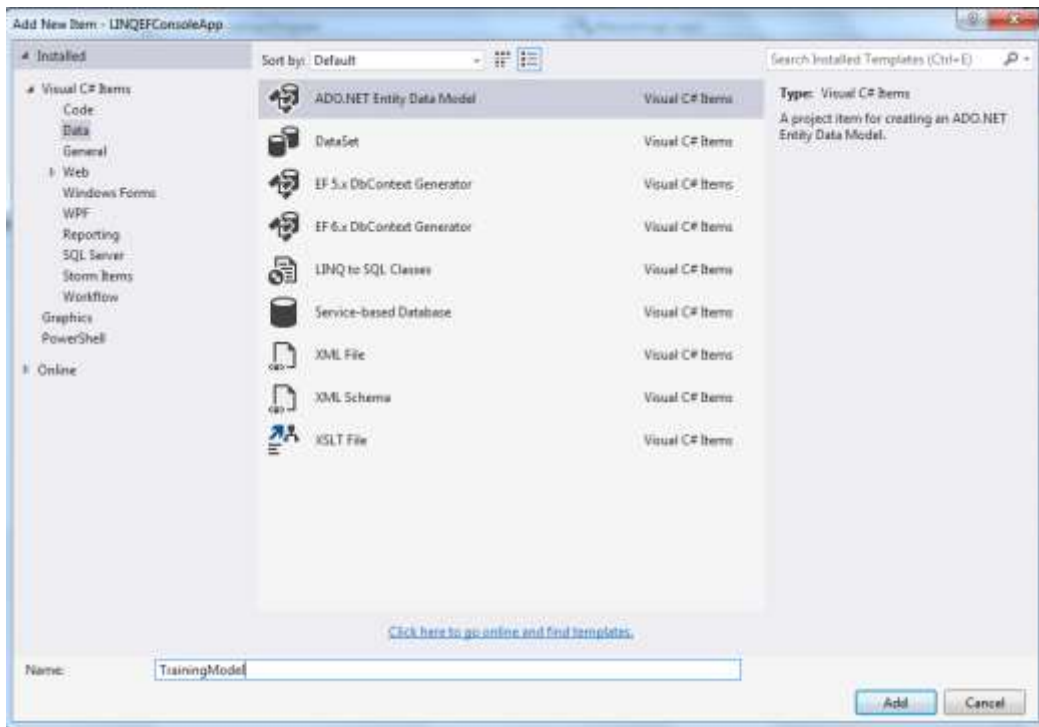 Add New Item - LINQEFConsoleApp
Installed
Sort by: Default
Search Installed Templates (Ctrl+E)
Visual C# Items
Code
Data
General
Web
Windows Forms
WPF
Reporting
SQL Server
Storm Items
Workflow
Graphics
PowerShell
Online
ADO.NET Entity Data Model Visual C# Items
DataSet Visual C# Items
EF 5.x DbContext Generator Visual C# Items
EF 6.x DbContext Generator Visual C# Items
LINQ to SQL Classes Visual C# Items
Service-based Database Visual C# Items
XML File Visual C# Items
XML Schema Visual C# Items
XSLT File Visual C# Items
Type: Visual C# Items
A project item for creating an ADO.NET
Entity Data Model.
Click here to go online and find templates.
Name: TrainingModel
Add Cancel